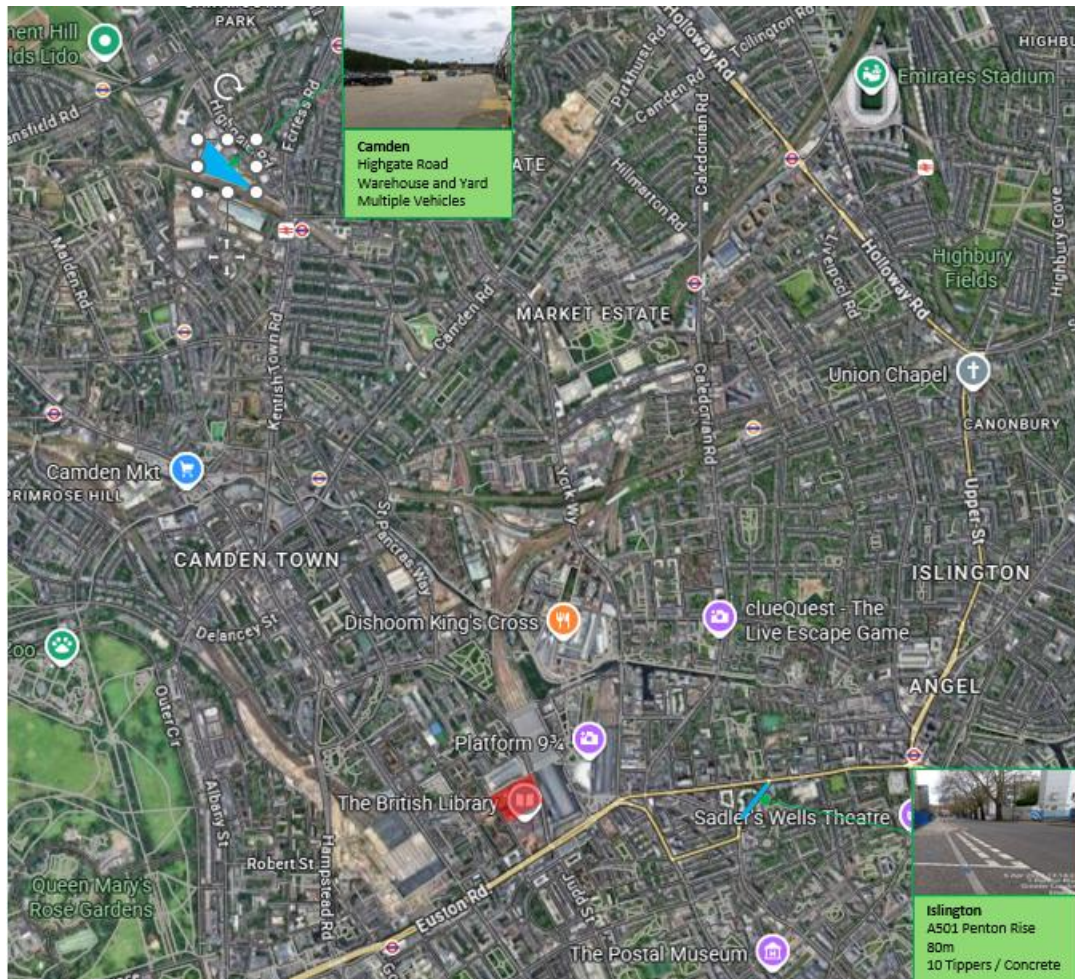 PARK
ment Hill
lds Lido
Highgate Rd
Fortess Rd
Camden
Highgate Road
Warehouse and Yard
Multiple Vehicles
Holloway Rd
Tollington Rd
Parkhurst Rd
Camden Rd
Caledonian Rd
Hillmarton Rd
Emirates Stadium
HIGHBU
ansfield Rd
GATE
Malden Rd
Liverpool Rd
Holloway Rd
Highbury
Fields
Highbury Grove
MARKET ESTATE
Camden Rd
Kentish Town Rd
Union Chapel
CANONBURY
Caledonian Rd
Camden Mkt
PRIMROSE HILL
York Wy
Upper St
St Pancras Way
CAMDEN TOWN
ISLINGTON
Dishoom King's Cross
clueQuest - The
Live Escape Game
Delancey St
Zoo
Outer Cir
ANGEL
Platform 9¾
Albany St
The British Library
Sadler's Wells Theatre
Robert St
Hampstead Rd
Judd St
Queen Mary's
Rose Gardens
Euston Rd
The Postal Museum
Islington
A501 Penton Rise
80m
10 Tippers / Concrete